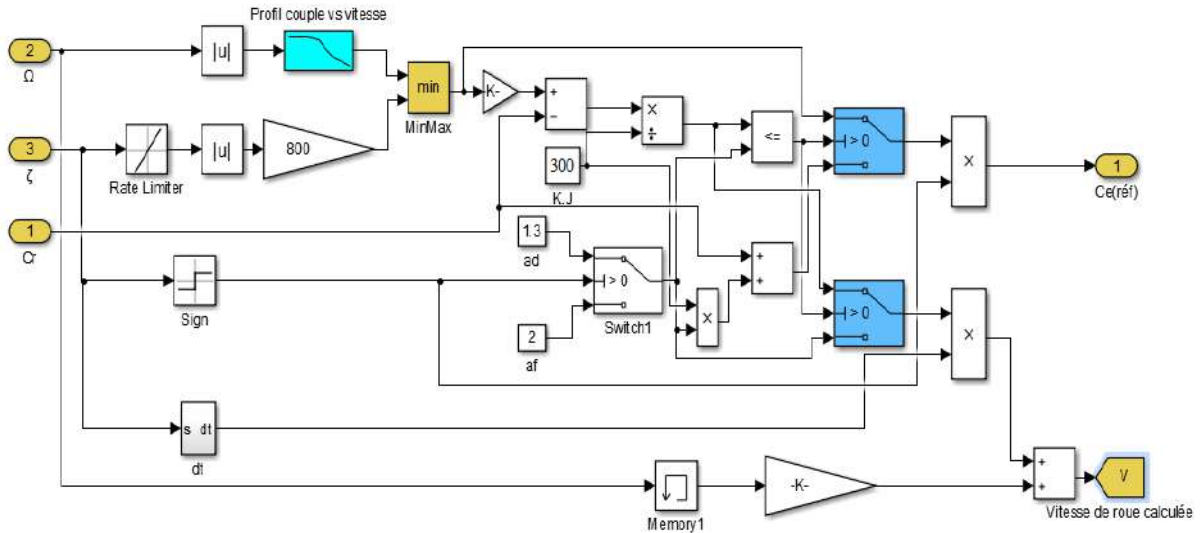 Profil couple vs vitesse
2
Ω
|u|
min
MinMax
K-
+
−
×
÷
<=
> 0
×
1
Ce(réf)
3
ζ
Rate Limiter
|u|
800
300
K.J
1
Cr
1.3
ad
+
+
Sign
> 0
Switch1
×
> 0
×
2
af
s dt
dt
Memory1
-K-
+
+
V
Vitesse de roue calculée